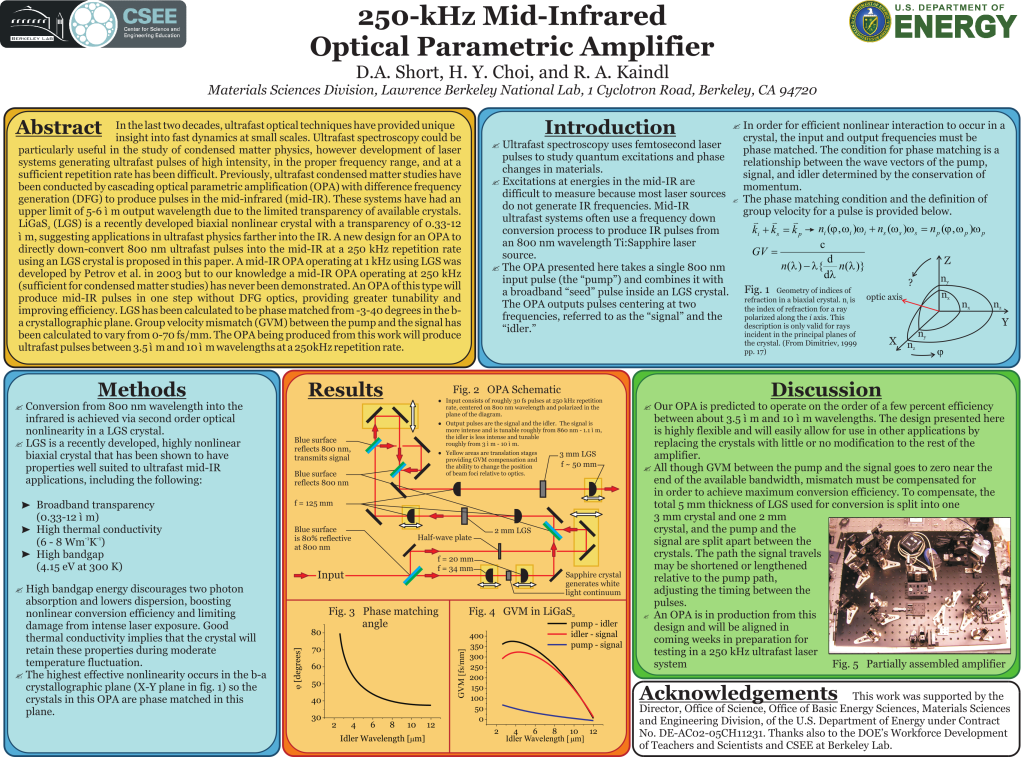 BERKELEY LAB
CSEE
Center for Science and
Engineering Education
250-kHz Mid-Infrared
Optical Parametric Amplifier
D.A. Short, H. Y. Choi, and R. A. Kaindl
Materials Sciences Division, Lawrence Berkeley National Lab, 1 Cyclotron Road, Berkeley, CA 94720
U.S. DEPARTMENT OF
ENERGY
Abstract
In the last two decades, ultrafast optical techniques have provided unique
insight into fast dynamics at small scales. Ultrafast spectroscopy could be
particularly useful in the study of condensed matter physics, however development of laser
systems generating ultrafast pulses of high intensity, in the proper frequency range, and at a
sufficient repetition rate has been difficult. Previously, ultrafast condensed matter studies have
been conducted by cascading optical parametric amplification (OPA) with difference frequency
generation (DFG) to produce pulses in the mid-infrared (mid-IR). These systems have had an
upper limit of 5-6 ì m output wavelength due to the limited transparency of available crystals.
LiGaS₂ (LGS) is a recently developed biaxial nonlinear crystal with a transparency of 0.33-12
ì m, suggesting applications in ultrafast physics farther into the IR. A new design for an OPA to
directly down-convert 800 nm ultrafast pulses into the mid-IR at a 250 kHz repetition rate
using an LGS crystal is proposed in this paper. A mid-IR OPA operating at 1 kHz using LGS was
developed by Petrov et al. in 2003 but to our knowledge a mid-IR OPA operating at 250 kHz
(sufficient for condensed matter studies) has never been demonstrated. An OPA of this type will
produce mid-IR pulses in one step without DFG optics, providing greater tunability and
improving efficiency. LGS has been calculated to be phase matched from ~3-40 degrees in the b-
a crystallographic plane. Group velocity mismatch (GVM) between the pump and the signal has
been calculated to vary from 0-70 fs/mm. The OPA being produced from this work will produce
ultrafast pulses between 3.5 ì m and 10 ì m wavelengths at a 250kHz repetition rate.
Introduction
Ultrafast spectroscopy uses femtosecond laser
pulses to study quantum excitations and phase
changes in materials.
Excitations at energies in the mid-IR are
difficult to measure because most laser sources
do not generate IR frequencies. Mid-IR
ultrafast systems often use a frequency down
conversion process to produce IR pulses from
an 800 nm wavelength Ti:Sapphire laser
source.
The OPA presented here takes a single 800 nm
input pulse (the “pump”) and combines it with
a broadband “seed” pulse inside an LGS crystal.
The OPA outputs pulses centering at two
frequencies, referred to as the “signal” and the
“idler.”
In order for efficient nonlinear interaction to occur in a
crystal, the input and output frequencies must be
phase matched. The condition for phase matching is a
relationship between the wave vectors of the pump,
signal, and idler determined by the conservation of
momentum.
The phase matching condition and the definition of
group velocity for a pulse is provided below.
k⃗ᵢ + k⃗ₛ = k⃗ₚ → nᵢ(φ,ωᵢ)ωᵢ + nₛ(ωₛ)ωₛ = nₚ(φ,ωₚ)ωₚ
GV = c / (n(λ) − λ{d/dλ n(λ)})
Fig. 1 Geometry of indices of
refraction in a biaxial crystal. nᵢ is
the index of refraction for a ray
polarized along the i axis. This
description is only valid for rays
incident in the principal planes of
the crystal. (From Dimitriev, 1999
pp. 17)
Z
?
optic axis
Y
X
φ
Methods
Conversion from 800 nm wavelength into the
infrared is achieved via second order optical
nonlinearity in a LGS crystal.
LGS is a recently developed, highly nonlinear
biaxial crystal that has been shown to have
properties well suited to ultrafast mid-IR
applications, including the following:
➤ Broadband transparency
(0.33-12 ì m)
➤ High thermal conductivity
(6 - 8 Wm⁻¹K⁻¹)
➤ High bandgap
(4.15 eV at 300 K)
High bandgap energy discourages two photon
absorption and lowers dispersion, boosting
nonlinear conversion efficiency and limiting
damage from intense laser exposure. Good
thermal conductivity implies that the crystal will
retain these properties during moderate
temperature fluctuation.
The highest effective nonlinearity occurs in the b-a
crystallographic plane (X-Y plane in fig. 1) so the
crystals in this OPA are phase matched in this
plane.
Results
Fig. 2 OPA Schematic
• Input consists of roughly 30 fs pulses at 250 kHz repetition
rate, centered on 800 nm wavelength and polarized in the
plane of the diagram.
• Output pulses are the signal and the idler. The signal is
more intense and is tunable roughly from 860 nm - 1.1 ì m,
the idler is less intense and tunable
roughly from 3 ì m - 10 ì m.
• Yellow areas are translation stages
providing GVM compensation and
the ability to change the position
of beam foci relative to optics.
Blue surface
reflects 800 nm,
transmits signal
Blue surface
reflects 800 nm
f = 125 mm
Blue surface
is 80% reflective
at 800 nm
3 mm LGS
f = 50 mm
2 mm LGS
Half-wave plate
f = 20 mm
f = 34 mm
Input
Sapphire crystal
generates white
light continuum
Fig. 3 Phase matching
angle
80
70
60
50
40
30
φ [degrees]
2 4 6 8 10 12
Idler Wavelength [μm]
Fig. 4 GVM in LiGaS₂
pump - idler
idler - signal
pump - signal
400
350
300
250
200
150
100
50
0
GVM [fs/mm]
2 4 6 8 10 12
Idler Wavelength [μm]
Discussion
Our OPA is predicted to operate on the order of a few percent efficiency
between about 3.5 ì m and 10 ì m wavelengths. The design presented here
is highly flexible and will easily allow for use in other applications by
replacing the crystals with little or no modification to the rest of the
amplifier.
All though GVM between the pump and the signal goes to zero near the
end of the available bandwidth, mismatch must be compensated for
in order to achieve maximum conversion efficiency. To compensate, the
total 5 mm thickness of LGS used for conversion is split into one
3 mm crystal and one 2 mm
crystal, and the pump and the
signal are split apart between the
crystals. The path the signal travels
may be shortened or lengthened
relative to the pump path,
adjusting the timing between the
pulses.
An OPA is in production from this
design and will be aligned in
coming weeks in preparation for
testing in a 250 kHz ultrafast laser
system
Fig. 5 Partially assembled amplifier
Acknowledgements
This work was supported by the
Director, Office of Science, Office of Basic Energy Sciences, Materials Sciences
and Engineering Division, of the U.S. Department of Energy under Contract
No. DE-AC02-05CH11231. Thanks also to the DOE's Workforce Development
of Teachers and Scientists and CSEE at Berkeley Lab.